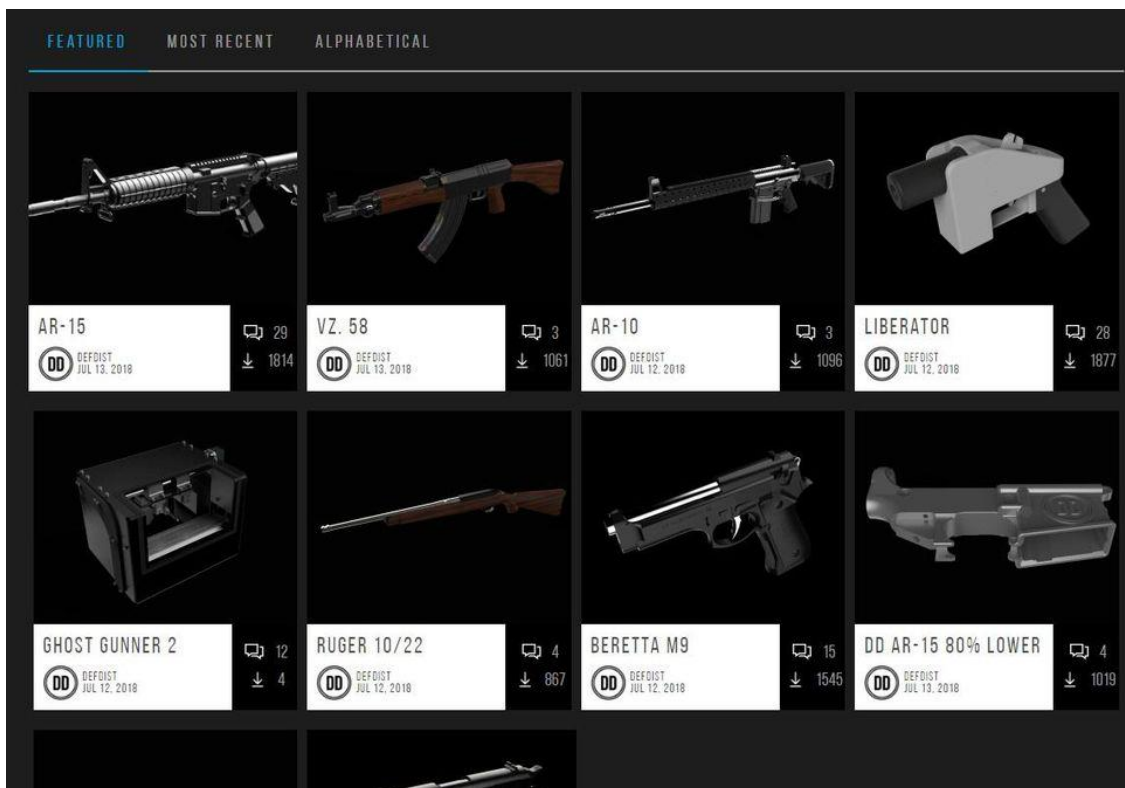 FEATURED MOST RECENT ALPHABETICAL
AR-15
29
DD DEFDIST
JUL 13, 2018
1814
VZ. 58
3
DD DEFDIST
JUL 13, 2018
1061
AR-10
3
DD DEFDIST
JUL 12, 2018
1096
LIBERATOR
28
DD DEFDIST
JUL 12, 2018
1877
GHOST GUNNER 2
12
DD DEFDIST
JUL 12, 2018
4
RUGER 10/22
4
DD DEFDIST
JUL 12, 2018
867
BERETTA M9
15
DD DEFDIST
JUL 12, 2018
1545
DD
DD AR-15 80% LOWER
4
DD DEFDIST
JUL 13, 2018
1019